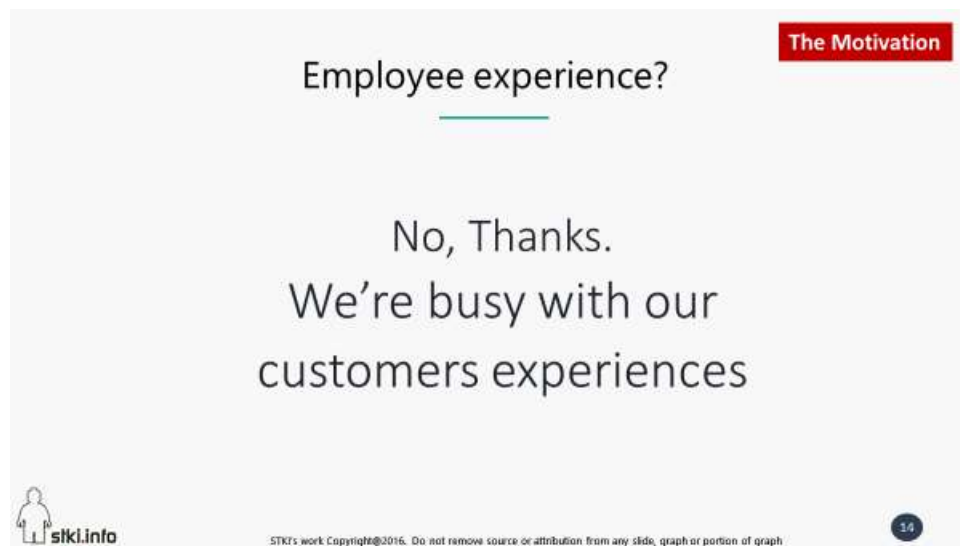 The Motivation
Employee experience?
No, Thanks.
We're busy with our
customers experiences
stki.info
STKI's work Copyright@2016. Do not remove source or attribution from any slide, graph or portion of graph
14